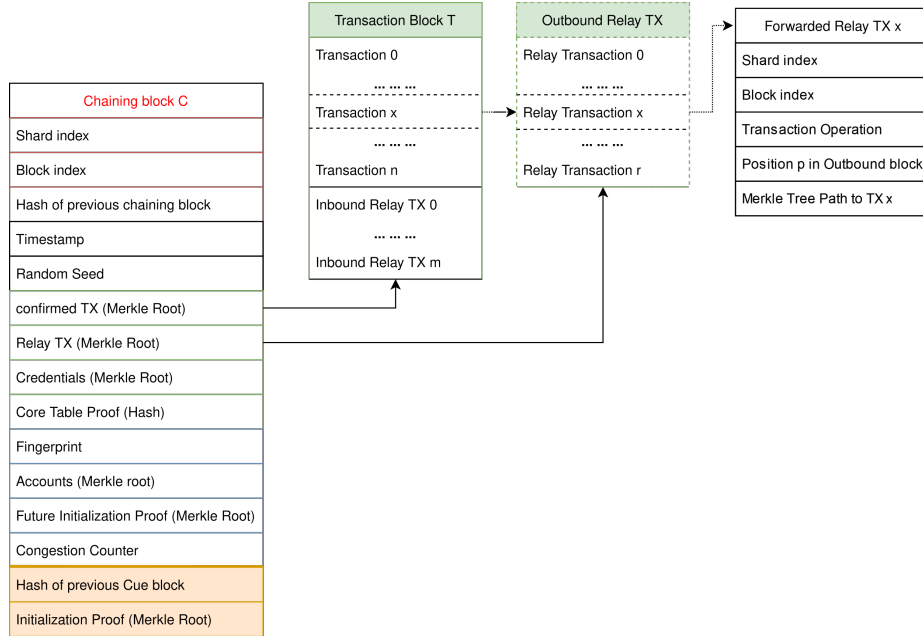 Chaining block C
Shard index
Block index
Hash of previous chaining block
Timestamp
Random Seed
confirmed TX (Merkle Root)
Relay TX (Merkle Root)
Credentials (Merkle Root)
Core Table Proof (Hash)
Fingerprint
Accounts (Merkle root)
Future Initialization Proof (Merkle Root)
Congestion Counter
Hash of previous Cue block
Initialization Proof (Merkle Root)
Transaction Block T
Transaction 0
... ... ...
Transaction x
... ... ...
Transaction n
Inbound Relay TX 0
... ... ...
Inbound Relay TX m
Outbound Relay TX
Relay Transaction 0
... ... ...
Relay Transaction x
... ... ...
Relay Transaction r
Forwarded Relay TX x
Shard index
Block index
Transaction Operation
Position p in Outbound block
Merkle Tree Path to TX x